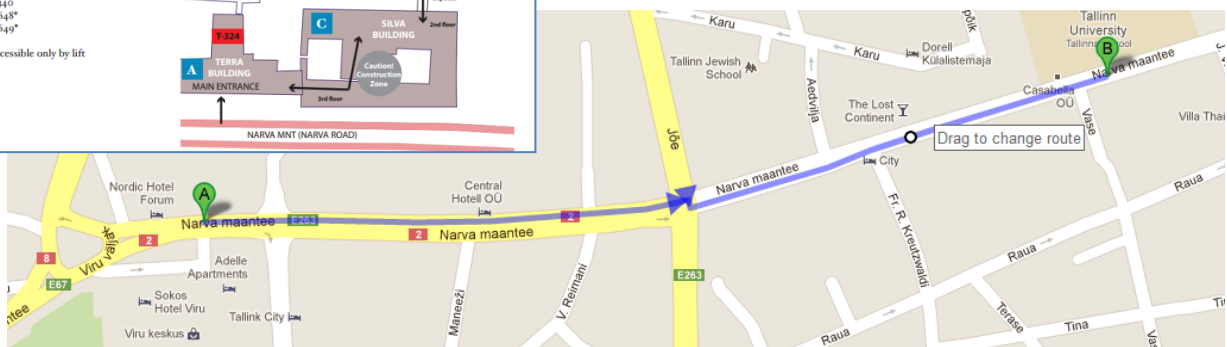 648*
649*
cessible only by lift
T-324
A
TERRA
BUILDING
MAIN ENTRANCE
C
SILVA
BUILDING
2nd floor
Caution!
Construction
Zone
3rd floor
NARVA MNT (NARVA ROAD)
Karu
Karu
Tallinn Jewish
School
Dorell
Külalistemaja
Tallinn
University
B
Narva maantee
Casabella
OÜ
Aedvilja
The Lost
Continent
Drag to change route
Vase
Villa Thai
Jõe
City
Narva maantee
Nordic Hotel
Forum
A
Central
Hotell OÜ
Narva maantee
E263
2
2
2
Narva maantee
Viru väljak
8
E67
Adelle
Apartments
Sokos
Hotel Viru
Viru keskus
Tallink City
Maneeži
V. Reimani
E263
Fr. R. Kreutzwaldi
Raua
Raua
Raua
Terase
Tina
Vase